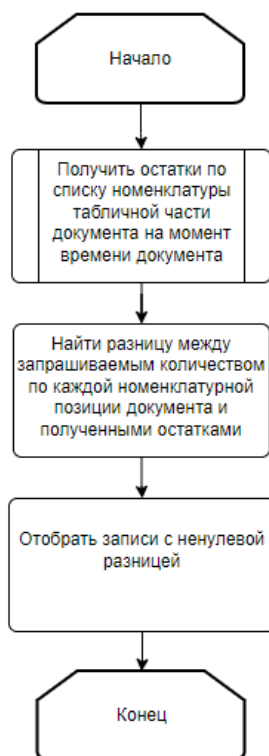 Начало
Получить остатки по
списку номенклатуры
табличной части
документа на момент
времени документа
Найти разницу между
запрашиваемым количеством
по каждой номенклатурной
позиции документа и
полученными остатками
Отобрать записи с ненулевой
разницей
Конец